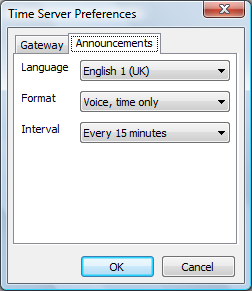 Time Server Preferences
Gateway Announcements
Language English 1 (UK)
Format Voice, time only
Interval Every 15 minutes
OK Cancel